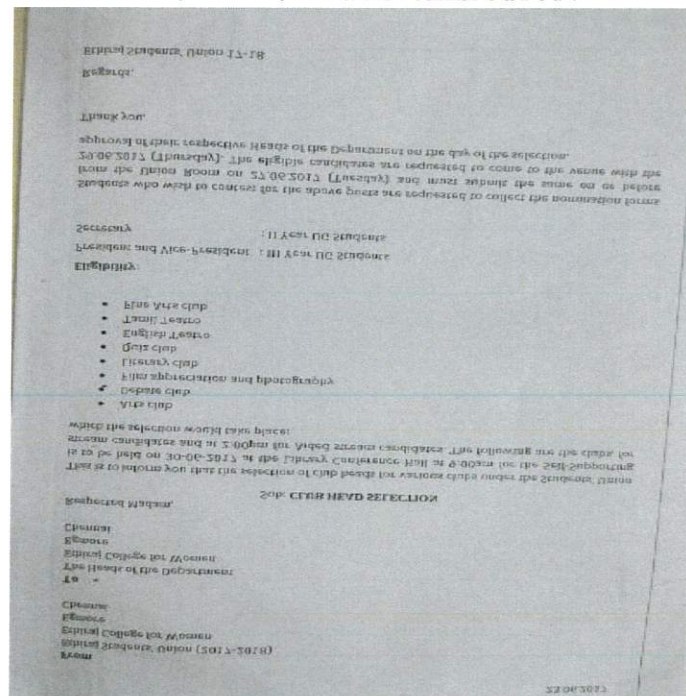 23.06.2017
From
Ethiraj Students' Union (2017-2018)
Ethiraj College for Women
Egmore
Chennai
To
The Heads of the Department
Ethiraj College for Women
Egmore
Chennai
Respected Madam,
Sub: CLUB HEAD SELECTION
This is to inform you that the selection of club heads for various clubs under the Students' Union
is to be held on 30-06-2017 at the Library Conference Hall at 9:00am for the Self-Supporting
stream candidates and at 2:00pm for Aided stream candidates. The following are the clubs for
which the selection would take place:
• Arts club
• Debate club
• Film appreciation and photography
• Literary club
• Quiz club
• English Teatro
• Tamil Teatro
• Fine Arts club
Eligibility:
President and Vice-President : III Year UG Students
Secretary : II Year UG Students
Students who wish to contest for the above posts are requested to collect the nomination forms
from the Union Room on 27.06.2017 (Tuesday) and must submit the same on or before
29.06.2017 (Thursday). The eligible candidates are requested to come to the venue with the
approval of their respective Heads of the Department on the day of the selection.
Thank you,
Regards,
Ethiraj Students' Union 17-18